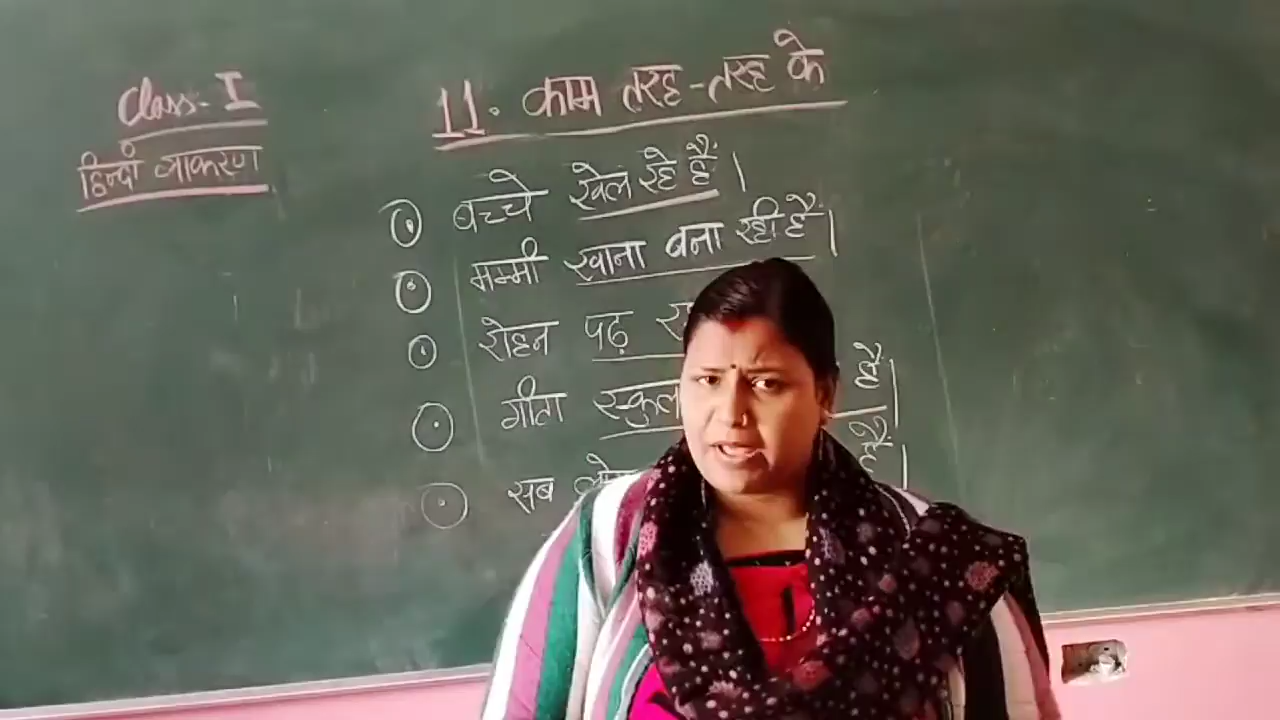 Class-I
हिन्दी व्याकरण
11. काम तरह-तरह के
बच्चे खेल रहे हैं।
मम्मी खाना बना रही हैं।
रोहन पढ़
गीता स्कूल है।
सब हैं।